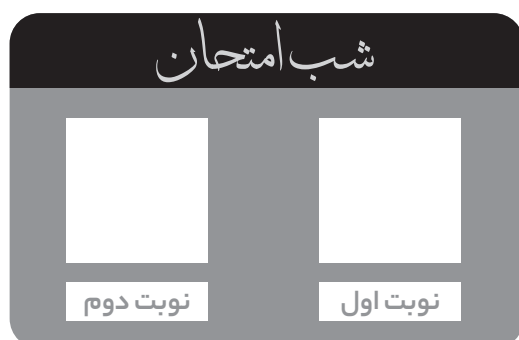 شب امتحان
نوبت اول
نوبت دوم